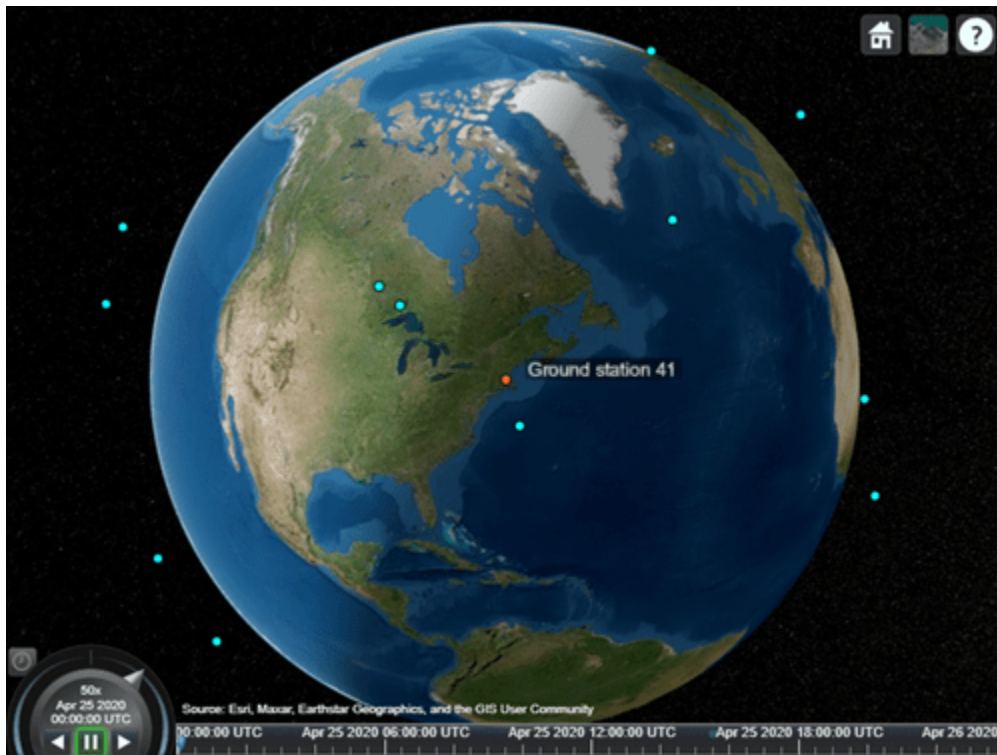 ?
Ground station 41
50x
Apr 25 2020
00:00:00 UTC
Source: Esri, Maxar, Earthstar Geographics, and the GIS User Community
00:00:00 UTC Apr 25 2020 06:00:00 UTC Apr 25 2020 12:00:00 UTC Apr 25 2020 18:00:00 UTC Apr 26 2020